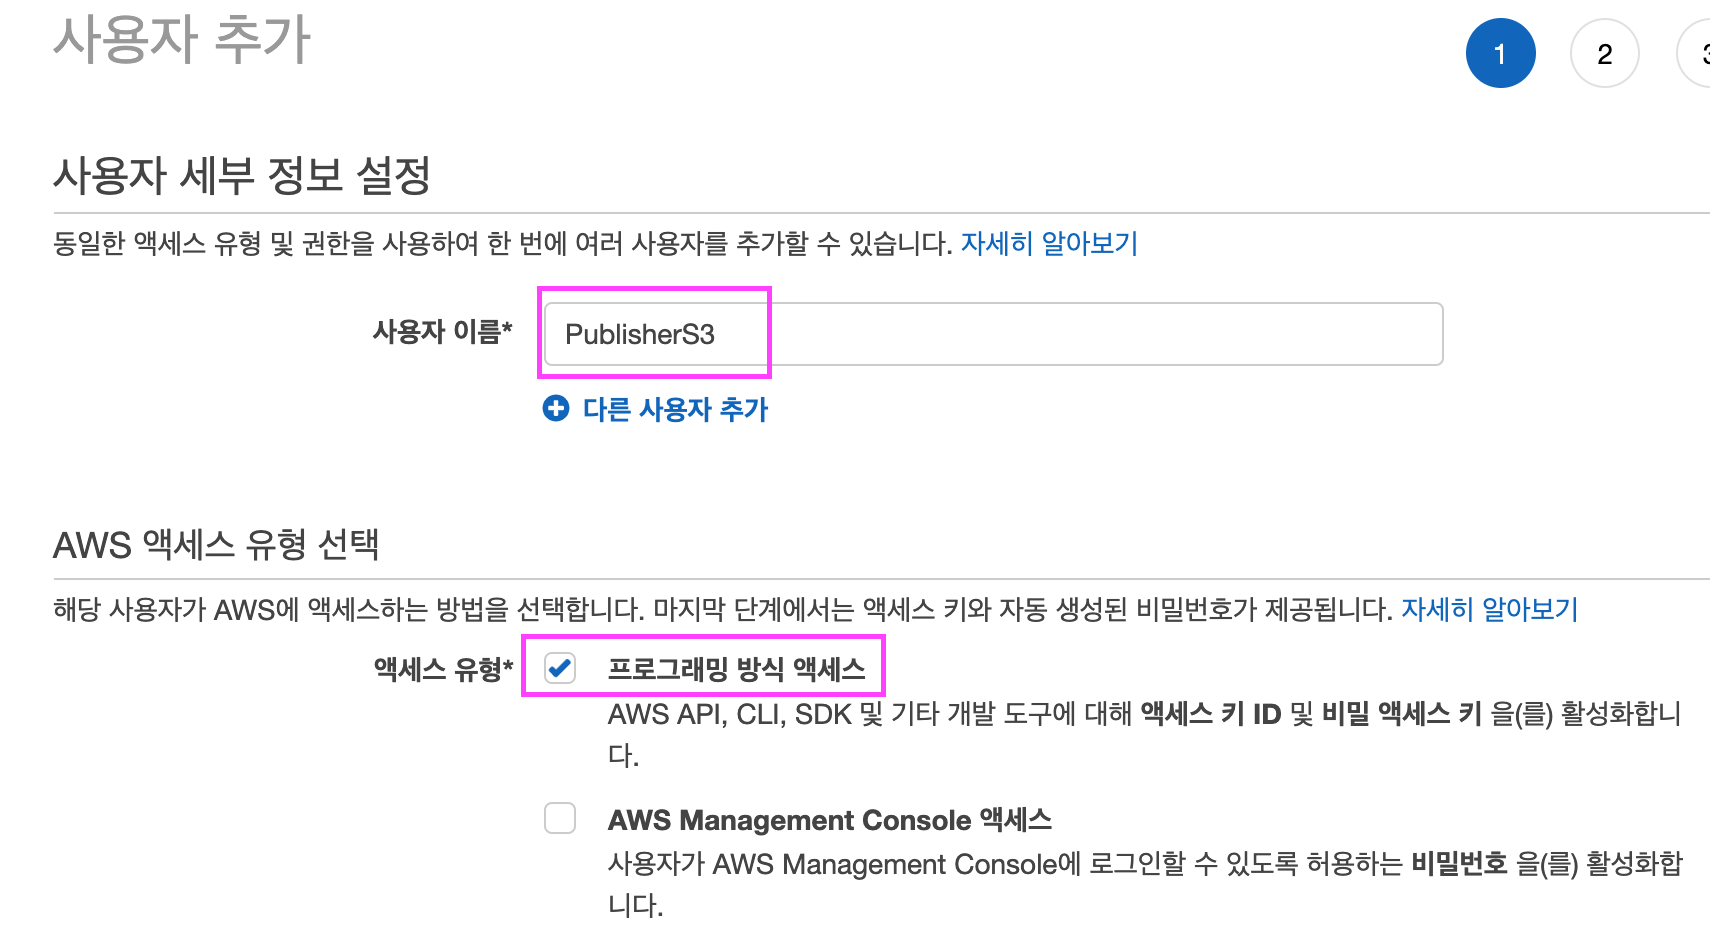 사용자 추가
1 2 3
사용자 세부 정보 설정
동일한 액세스 유형 및 권한을 사용하여 한 번에 여러 사용자를 추가할 수 있습니다. 자세히 알아보기
사용자 이름* PublisherS3
다른 사용자 추가
AWS 액세스 유형 선택
해당 사용자가 AWS에 액세스하는 방법을 선택합니다. 마지막 단계에서는 액세스 키와 자동 생성된 비밀번호가 제공됩니다. 자세히 알아보기
액세스 유형* 프로그래밍 방식 액세스
AWS API, CLI, SDK 및 기타 개발 도구에 대해 액세스 키 ID 및 비밀 액세스 키 을(를) 활성화합니
다.
AWS Management Console 액세스
사용자가 AWS Management Console에 로그인할 수 있도록 허용하는 비밀번호 을(를) 활성화합
니다.